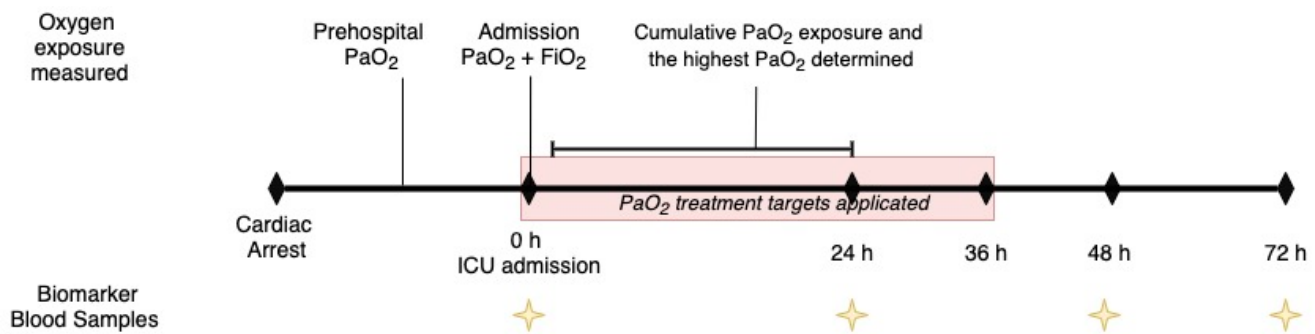 Oxygen
exposure
measured
Prehospital
PaO₂
Admission
PaO₂ + FiO₂
Cumulative PaO₂ exposure and
the highest PaO₂ determined
PaO₂ treatment targets applicated
Cardiac
Arrest
0 h
ICU admission
24 h
36 h
48 h
72 h
Biomarker
Blood Samples